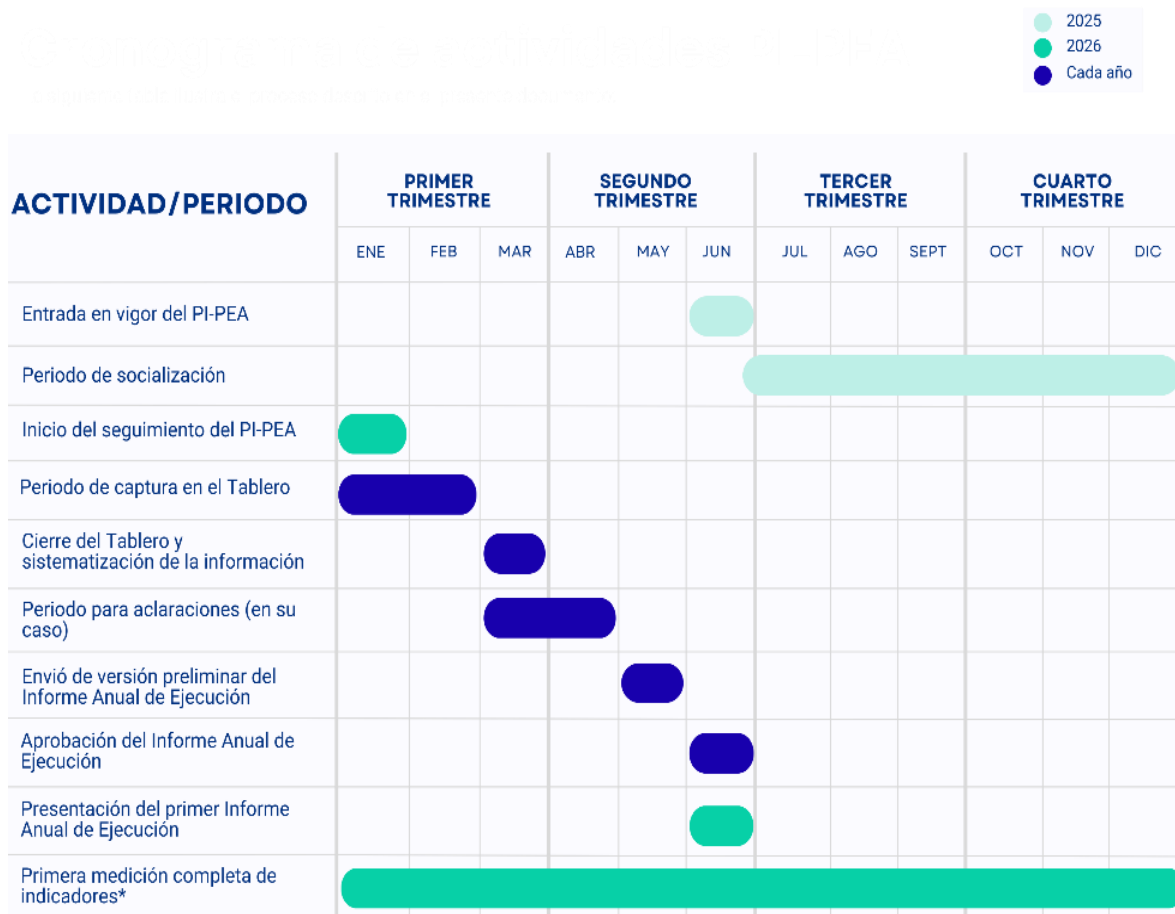 2025
2026
Cada año
ACTIVIDAD/PERIODO
PRIMER
TRIMESTRE
SEGUNDO
TRIMESTRE
TERCER
TRIMESTRE
CUARTO
TRIMESTRE
ENE
FEB
MAR
ABR
MAY
JUN
JUL
AGO
SEPT
OCT
NOV
DIC
Entrada en vigor del PI-PEA
Periodo de socialización
Inicio del seguimiento del PI-PEA
Periodo de captura en el Tablero
Cierre del Tablero y
sistematización de la información
Periodo para aclaraciones (en su
caso)
Envió de versión preliminar del
Informe Anual de Ejecución
Aprobación del Informe Anual de
Ejecución
Presentación del primer Informe
Anual de Ejecución
Primera medición completa de
indicadores*